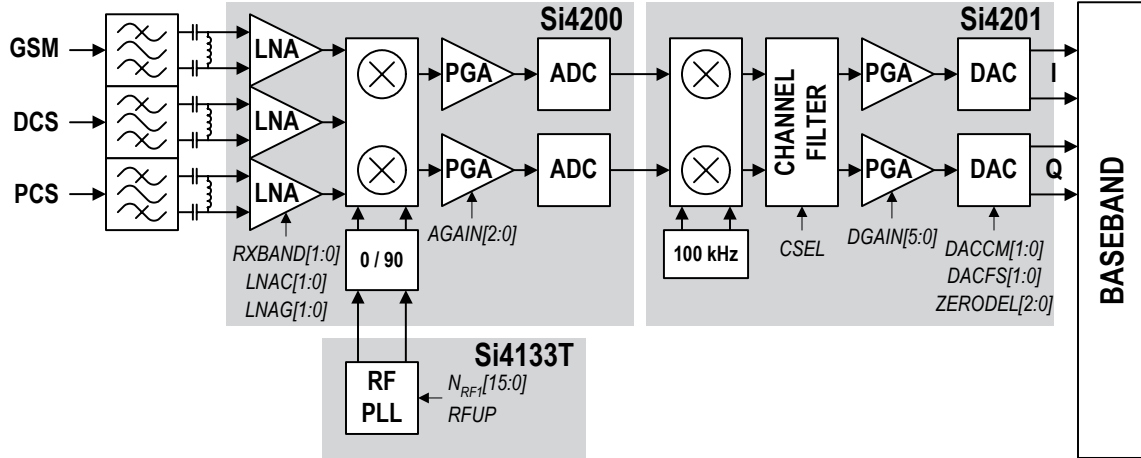 Si4200
Si4201
GSM
LNA
PGA
ADC
PGA
DAC
I
DCS
LNA
CHANNEL
FILTER
PCS
LNA
PGA
ADC
PGA
DAC
Q
RXBAND[1:0]
LNAC[1:0]
LNAG[1:0]
0 / 90
AGAIN[2:0]
100 kHz
CSEL
DGAIN[5:0]
DACCM[1:0]
DACFS[1:0]
ZERODEL[2:0]
BASEBAND
Si4133T
RF
PLL
NRF1[15:0]
RFUP